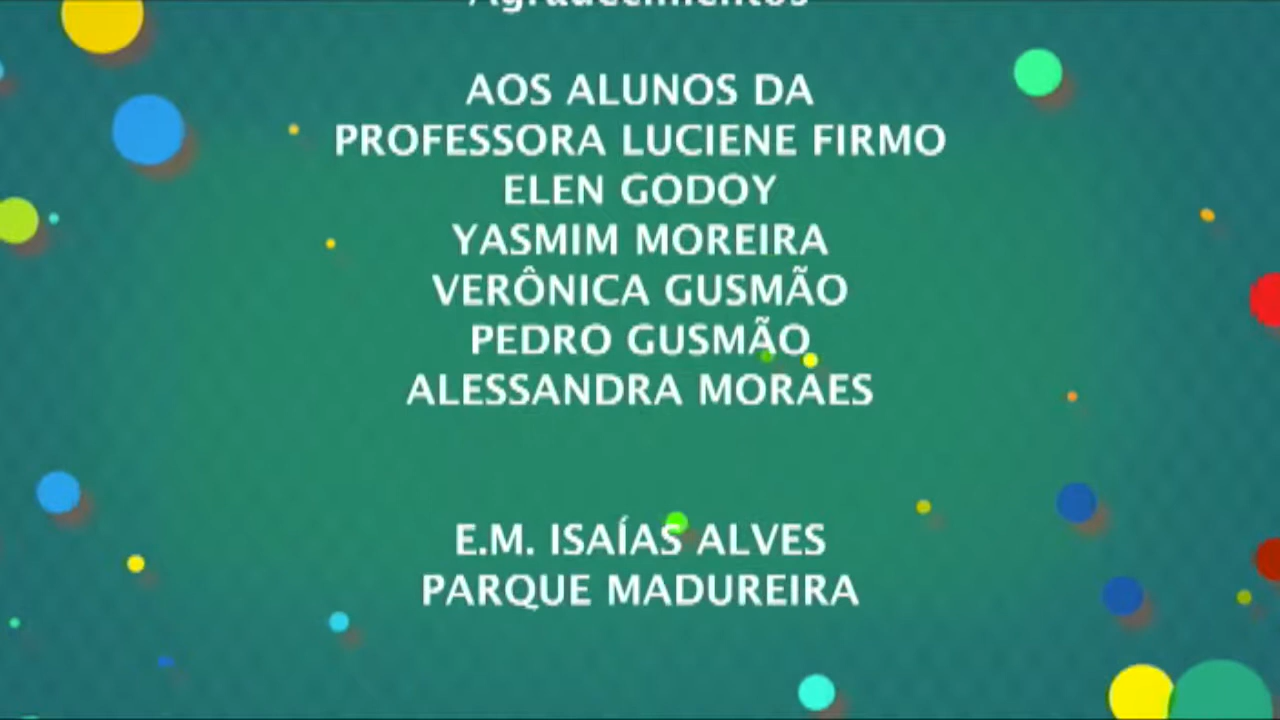 Agradecimentos
AOS ALUNOS DA
PROFESSORA LUCIENE FIRMO
ELEN GODOY
YASMIM MOREIRA
VERÔNICA GUSMÃO
PEDRO GUSMÃO
ALESSANDRA MORAES
E.M. ISAÍAS ALVES
PARQUE MADUREIRA